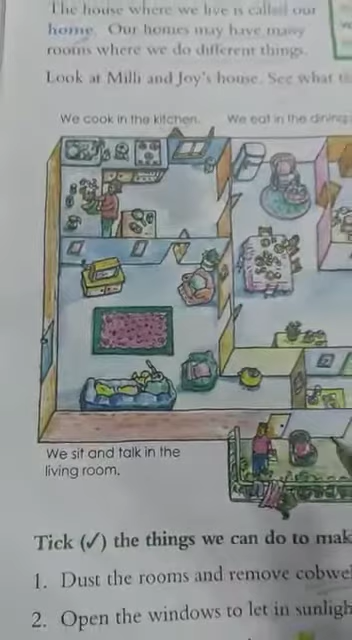 The house where we live is called our
home. Our homes may have many
rooms where we do different things.
Look at Milli and Joy's house. See what
We cook in the kitchen. We eat in the dining
We sit and talk in the
living room.
Tick (✓) the things we can do to
1. Dust the rooms and remove
2. Open the windows to let in